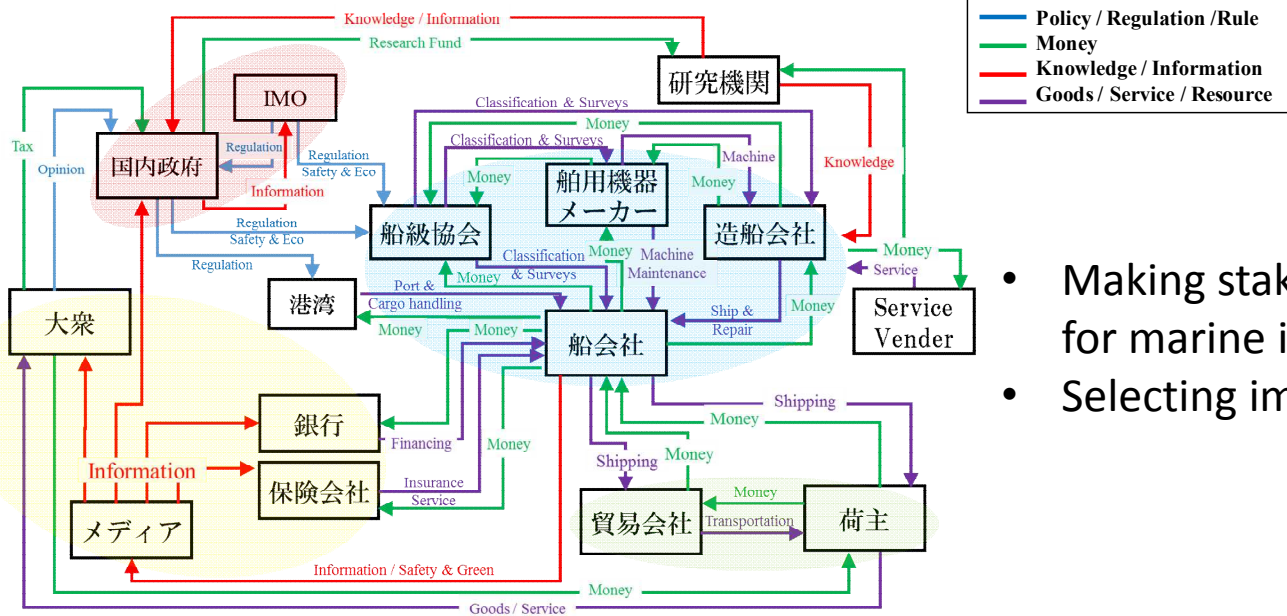 Knowledge / Information
Research Fund
Policy / Regulation /Rule
Money
Knowledge / Information
Goods / Service / Resource
IMO
研究機関
Tax
Opinion
国内政府
Regulation
Information
Regulation
Safety & Eco
Classification & Surveys
Money
Classification & Surveys
Money
舶用機器
メーカー
Machine
Money
Knowledge
Regulation
Safety & Eco
Regulation
船級協会
造船会社
Money
Service
Service
Vender
大衆
港湾
Port &
Cargo handling
Money
Money
Classification
& Surveys
Money
Machine
Maintenance
Ship &
Repair
Money
船会社
Money
銀行
Financing
Money
Information
保険会社
Insurance
Service
メディア
Shipping
Money
Shipping
Money
貿易会社
Money
Transportation
荷主
Information / Safety & Green
Money
Goods / Service
• Making stak
for marine i
• Selecting im